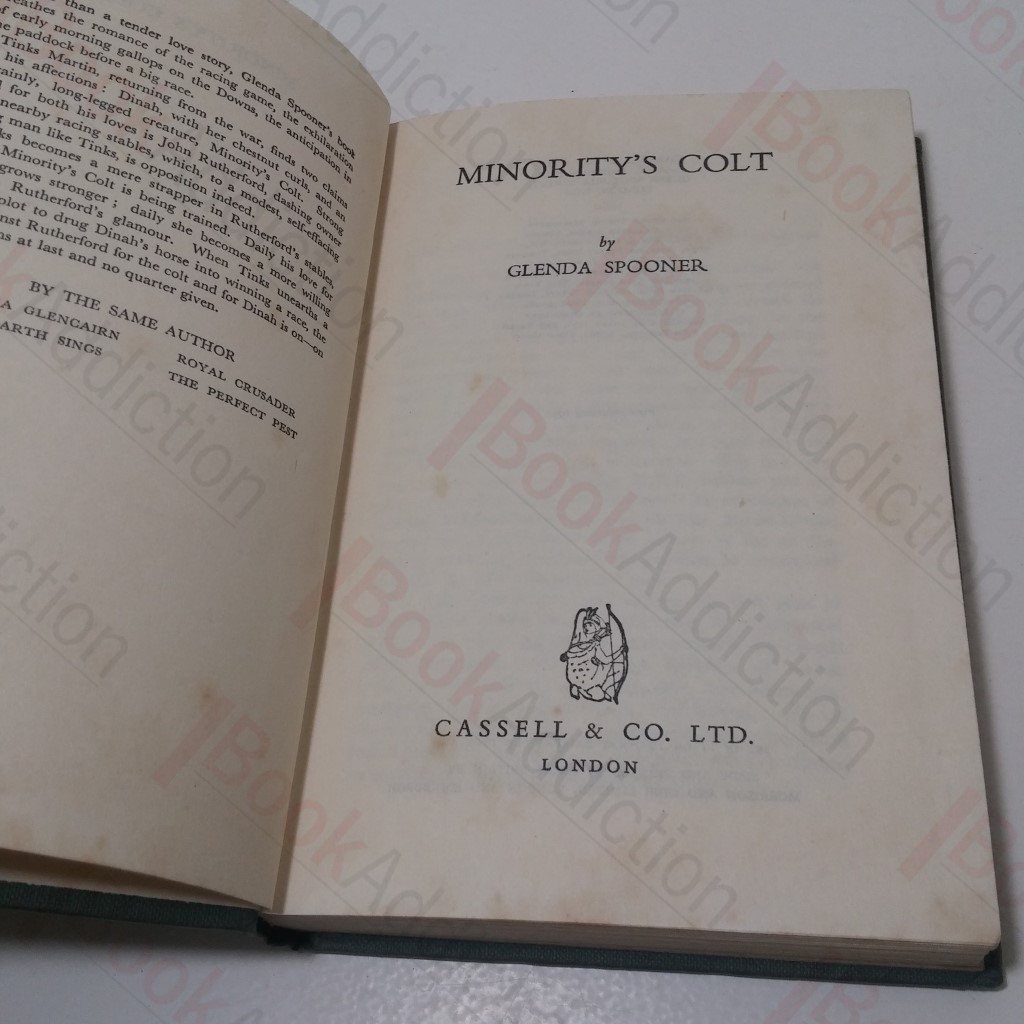 than a tender love story, Glenda Spooner's book
reathes the romance of the racing game, the exhilaration
of early morning gallops on the Downs, the anticipation in
he paddock before a big race.
Tinks Martin, returning from the war, finds two claims
his affections: Dinah, with her chestnut curls, and an
ainly, long-legged creature, Minority's Colt. Strong
l for both his loves is John Rutherford, dashing owner
nearby racing stables, which, to a modest, self-effacing
g man like Tinks, is opposition indeed.
ks becomes a mere strapper in Rutherford's stables,
Minority's Colt is being trained. Daily his love for
grows stronger; daily she becomes a more willing
Rutherford's glamour. When Tinks unearths a
plot to drug Dinah's horse into winning a race, the
nst Rutherford for the colt and for Dinah is on—on
ns at last and no quarter given.
BY THE SAME AUTHOR
A GLENCAIRN
ROYAL CRUSADER
ARTH SINGS
THE PERFECT PEST
MINORITY'S COLT
by
GLENDA SPOONER
CASSELL & CO. LTD.
LONDON
BookAddiction